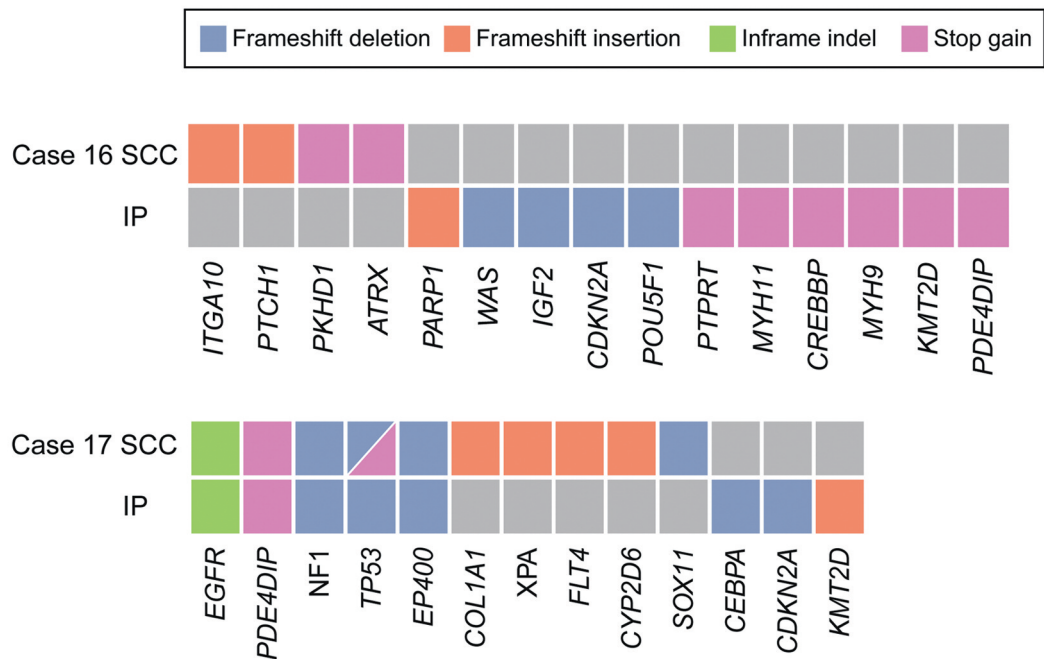 Frameshift deletion Frameshift insertion Inframe indel Stop gain
Case 16 SCC
IP
ITGA10 PTCH1 PKHD1 ATRX PARP1 WAS IGF2 CDKN2A POU5F1 PTPRT MYH11 CREBBP MYH9 KMT2D PDE4DIP
Case 17 SCC
IP
EGFR PDE4DIP NF1 TP53 EP400 COL1A1 XPA FLT4 CYP2D6 SOX11 CEBPA CDKN2A KMT2D